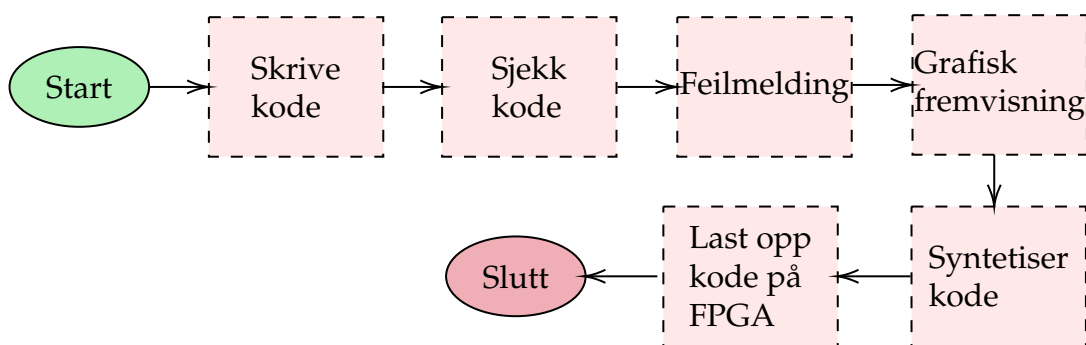 Start
Skrive
kode
Sjekk
kode
Feilmelding
Grafisk
fremvisning
Syntetiser
kode
Last opp
kode på
FPGA
Slutt